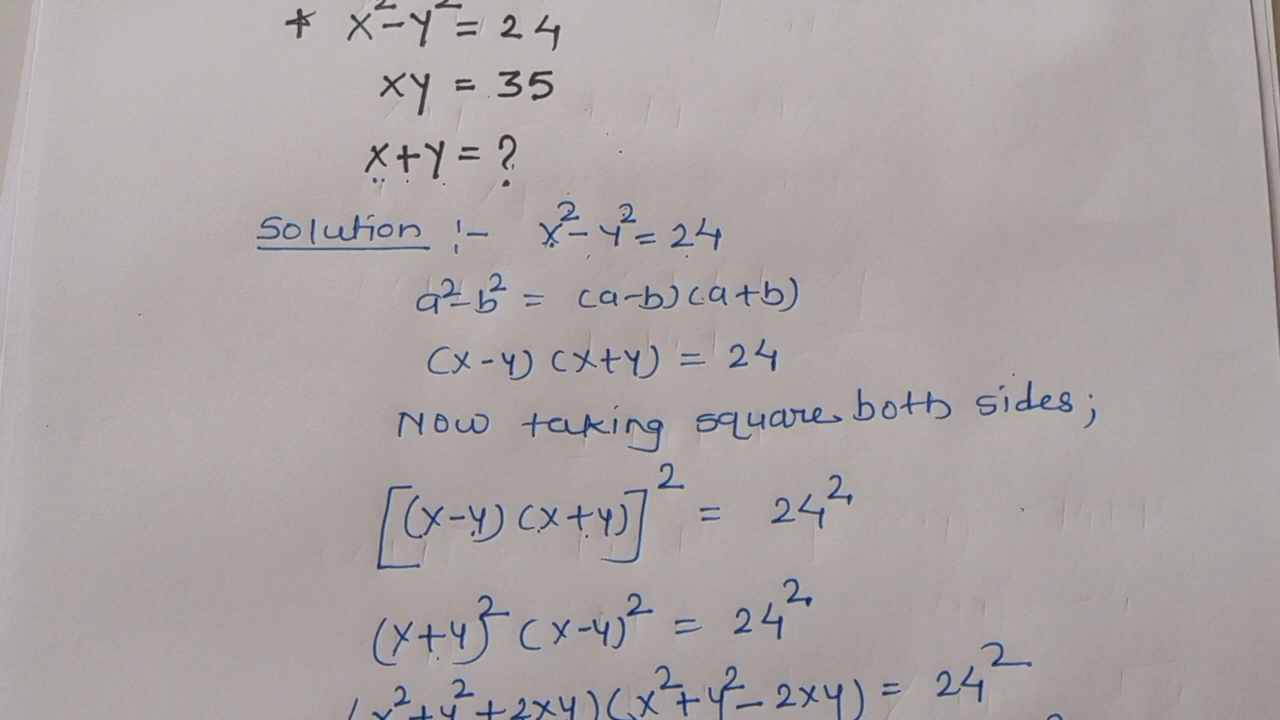 * x²-y² = 24
xy = 35
x+y = ?
Solution :- x²-y² = 24
a²-b² = (a-b)(a+b)
(x-y)(x+y) = 24
Now taking square both sides;
[(x-y)(x+y)]² = 24²
(x+y)²(x-y)² = 24²
(x²+y²+2xy)(x²+y²-2xy) = 24²